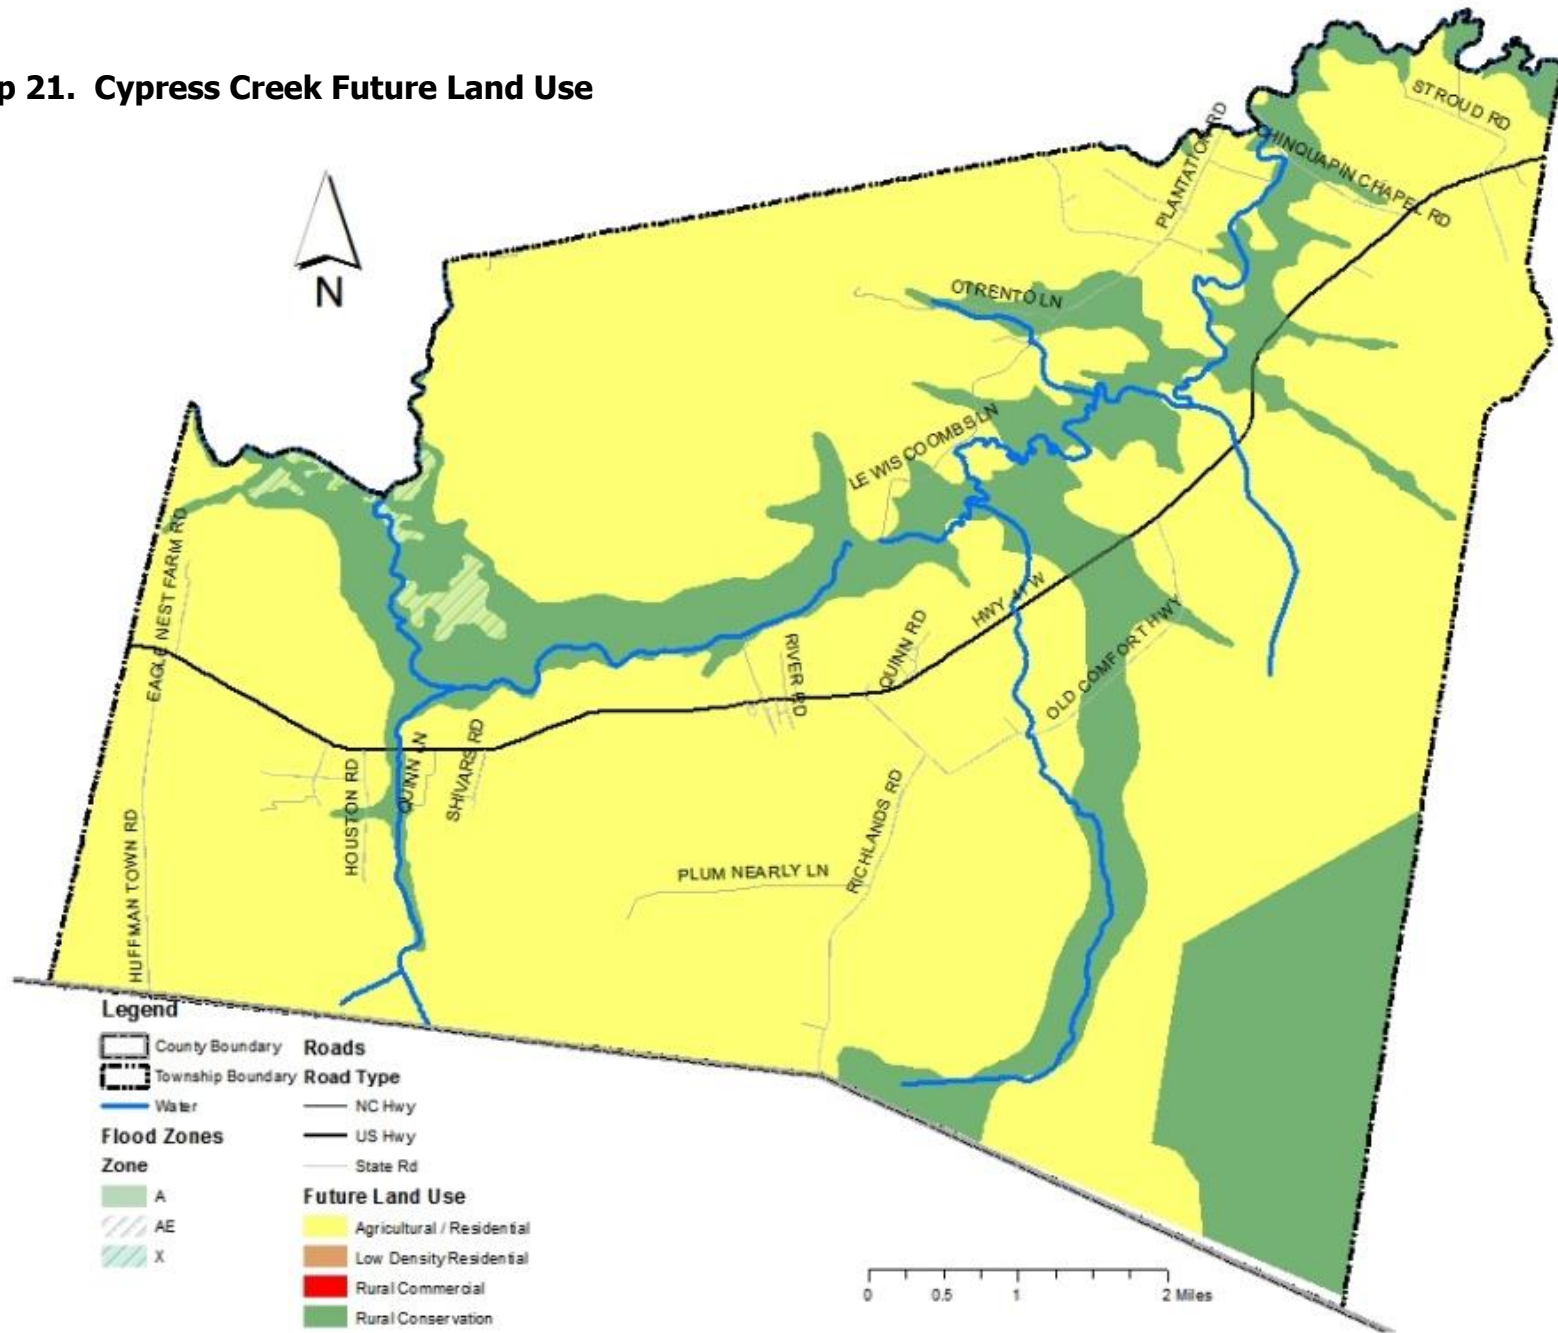 p 21. Cypress Creek Future Land Use
N
STROUD RD
CHINQUAPIN CHAPEL RD
PLANTATION RD
OTRENTO LN
LEWIS COOMBS LN
EAGLE NEST FARM RD
HWY 41 W
QUINN RD
RIVER RD
OLD COMFORT HWY
QUINN LN
SHIVARS RD
HOUSTON RD
HUFFMAN TOWN RD
RICHLANDS RD
PLUM NEARLY LN
Legend
County Boundary
Township Boundary
Water
Flood Zones
Zone
A
AE
X
Roads
Road Type
NC Hwy
US Hwy
State Rd
Future Land Use
Agricultural / Residential
Low Density Residential
Rural Commercial
Rural Conservation
0 0.5 1 2 Miles